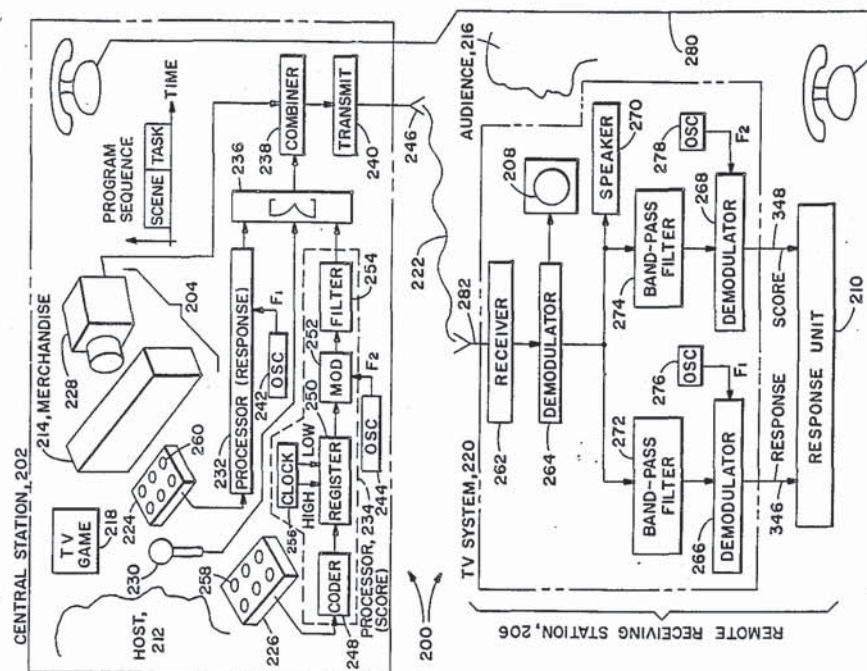 CENTRAL STATION, 202
HOST,
212
TV
GAME
218
230
224
260
214, MERCHANDISE
228
204
PROGRAM
SEQUENCE
SCENE TASK
TIME
258
226
232
PROCESSOR (RESPONSE)
F1
OSC
242
236
238
COMBINER
TRANSMIT
240
246
CLOCK
256
HIGH
LOW
250
252
CODER
248
REGISTER
MOD
FILTER
254
F2
OSC
244
PROCESSOR, 234
(SCORE)
200
222
280
REMOTE RECEIVING STATION, 206
TV SYSTEM, 220
AUDIENCE, 216
282
RECEIVER
262
DEMODULATOR
264
208
SPEAKER
270
272
BAND-PASS
FILTER
274
BAND-PASS
FILTER
276
OSC
F1
278
OSC
F2
266
DEMODULATOR
268
DEMODULATOR
346
RESPONSE
SCORE
348
RESPONSE UNIT
210